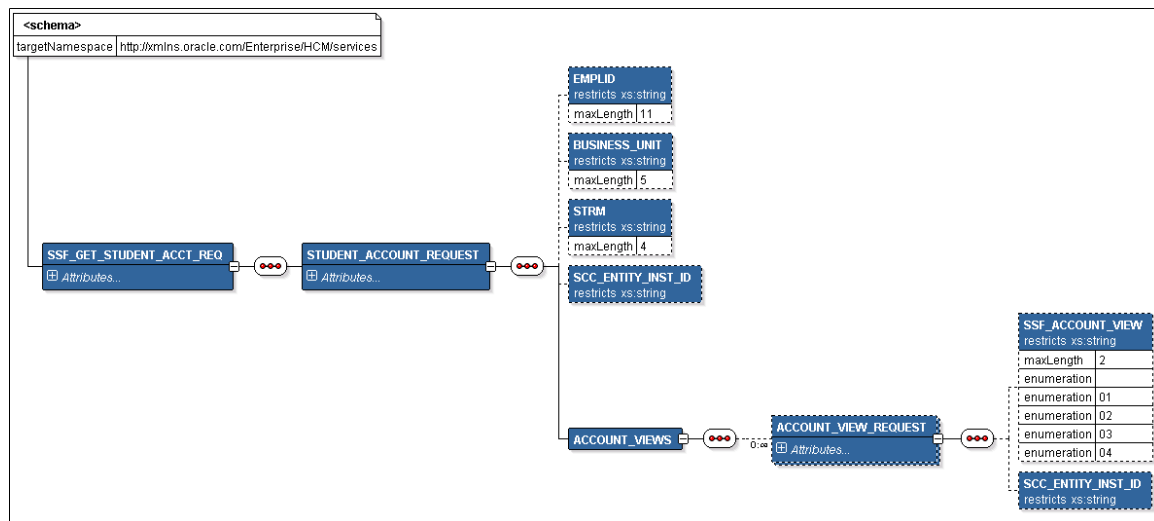 <schema>
targetNamespace http://xmlns.oracle.com/Enterprise/HCM/services
EMPLID
restricts xs:string
maxLength 11
BUSINESS_UNIT
restricts xs:string
maxLength 5
STRM
restricts xs:string
maxLength 4
SSF_GET_STUDENT_ACCT_REQ
Attributes...
STUDENT_ACCOUNT_REQUEST
Attributes...
SCC_ENTITY_INST_ID
restricts xs:string
ACCOUNT_VIEWS
0:∞
ACCOUNT_VIEW_REQUEST
Attributes...
SSF_ACCOUNT_VIEW
restricts xs:string
maxLength 2
enumeration
enumeration 01
enumeration 02
enumeration 03
enumeration 04
SCC_ENTITY_INST_ID
restricts xs:string